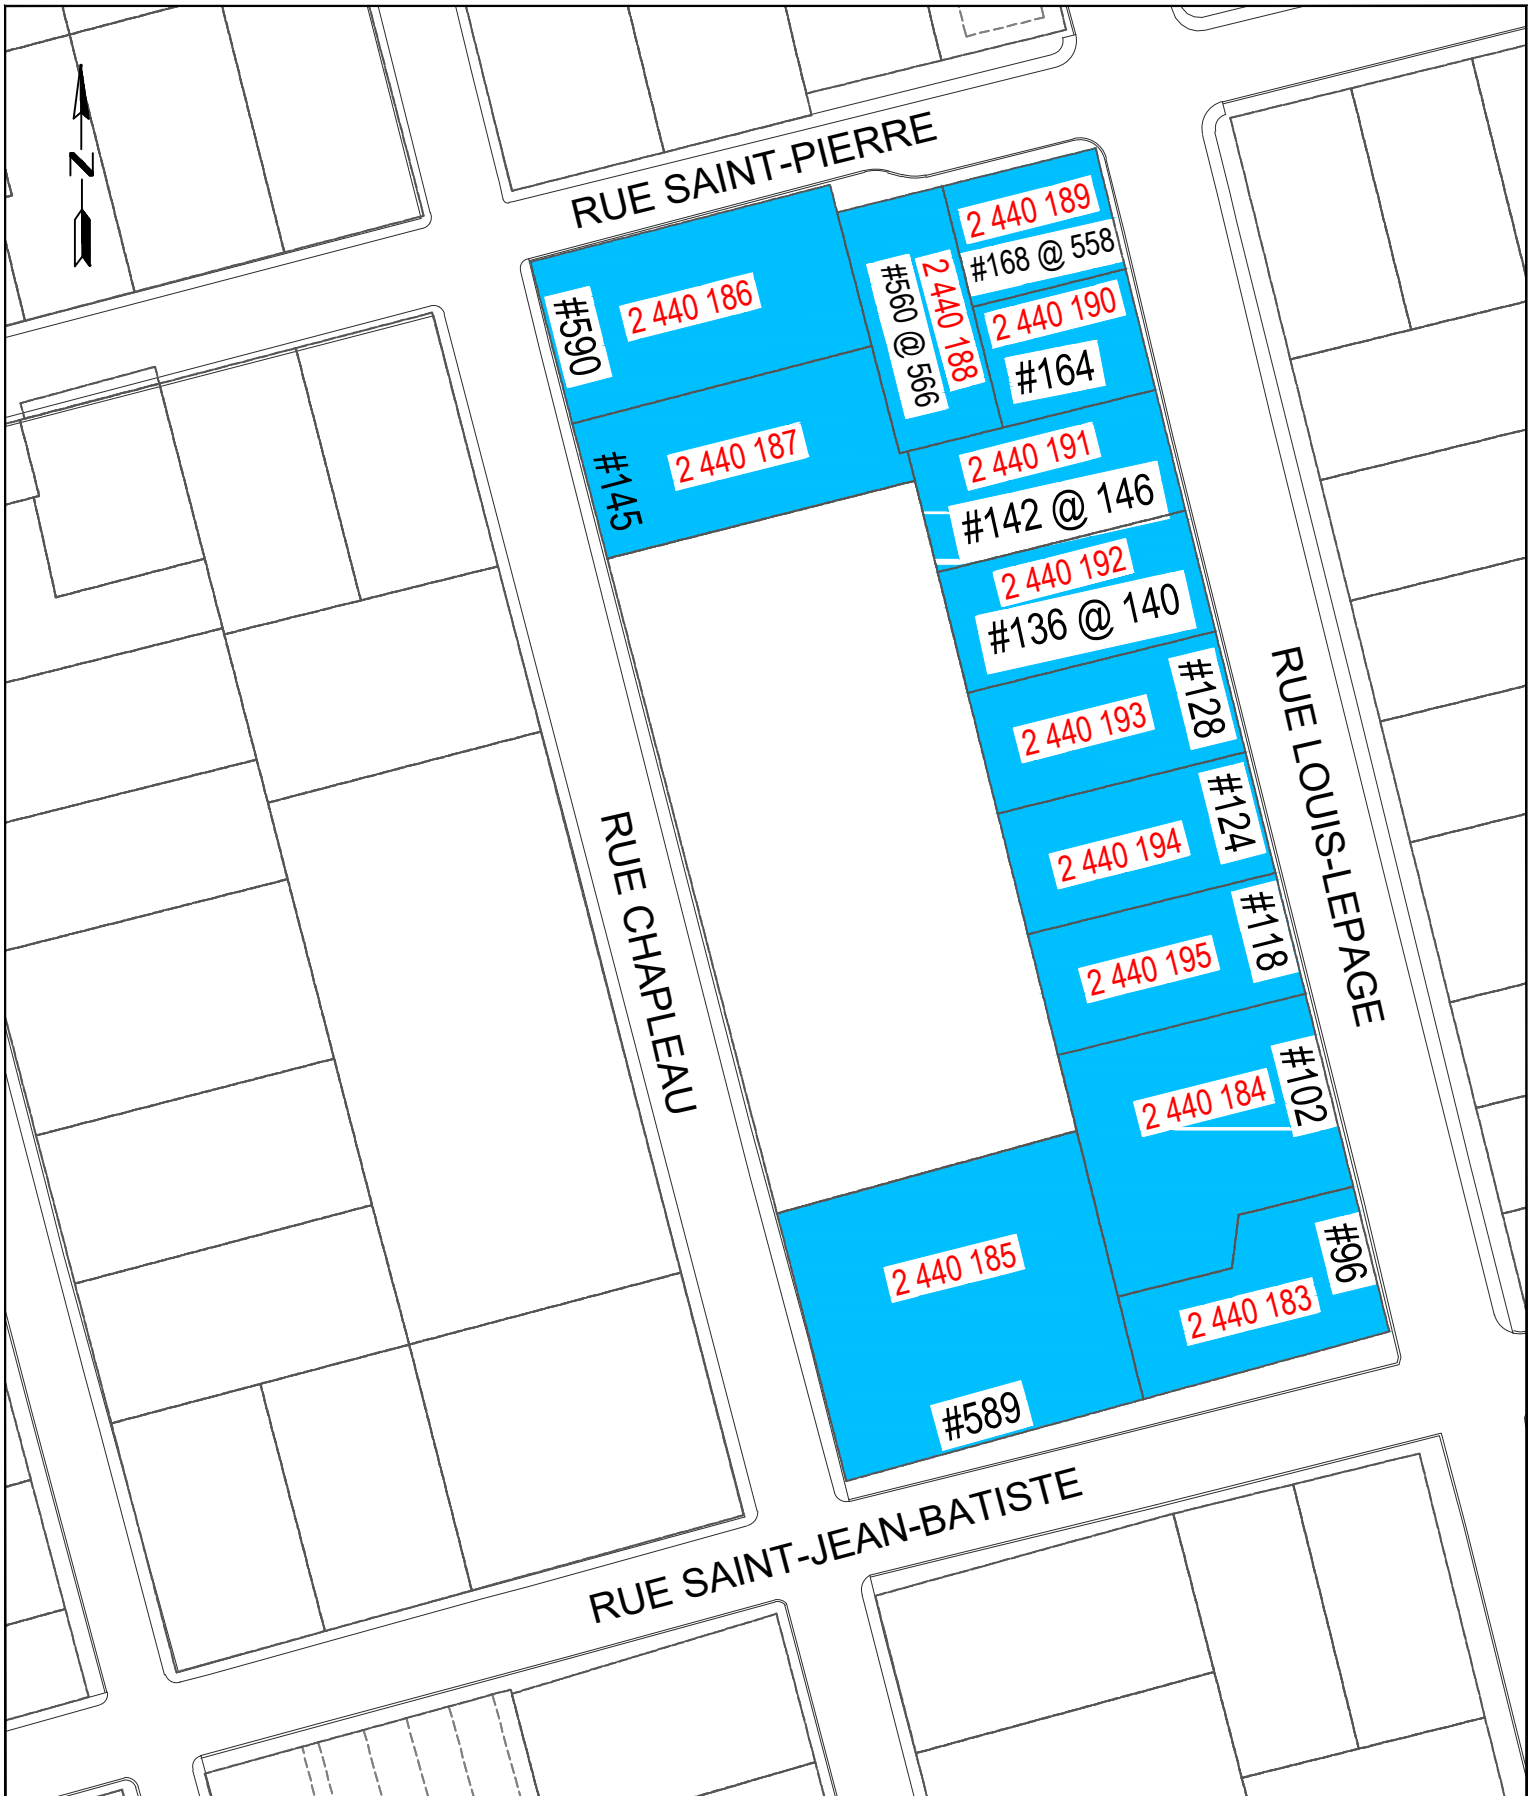 N
RUE SAINT-PIERRE
2 440 189
#168 @ 558
#590
2 440 186
#560 @ 566
2 440 188
2 440 190
#164
#145
2 440 187
2 440 191
#142 @ 146
2 440 192
#136 @ 140
2 440 193
#128
RUE LOUIS-LEPAGE
2 440 194
#124
RUE CHAPLEAU
2 440 195
#118
2 440 184
#102
2 440 185
#96
2 440 183
#589
RUE SAINT-JEAN-BATISTE